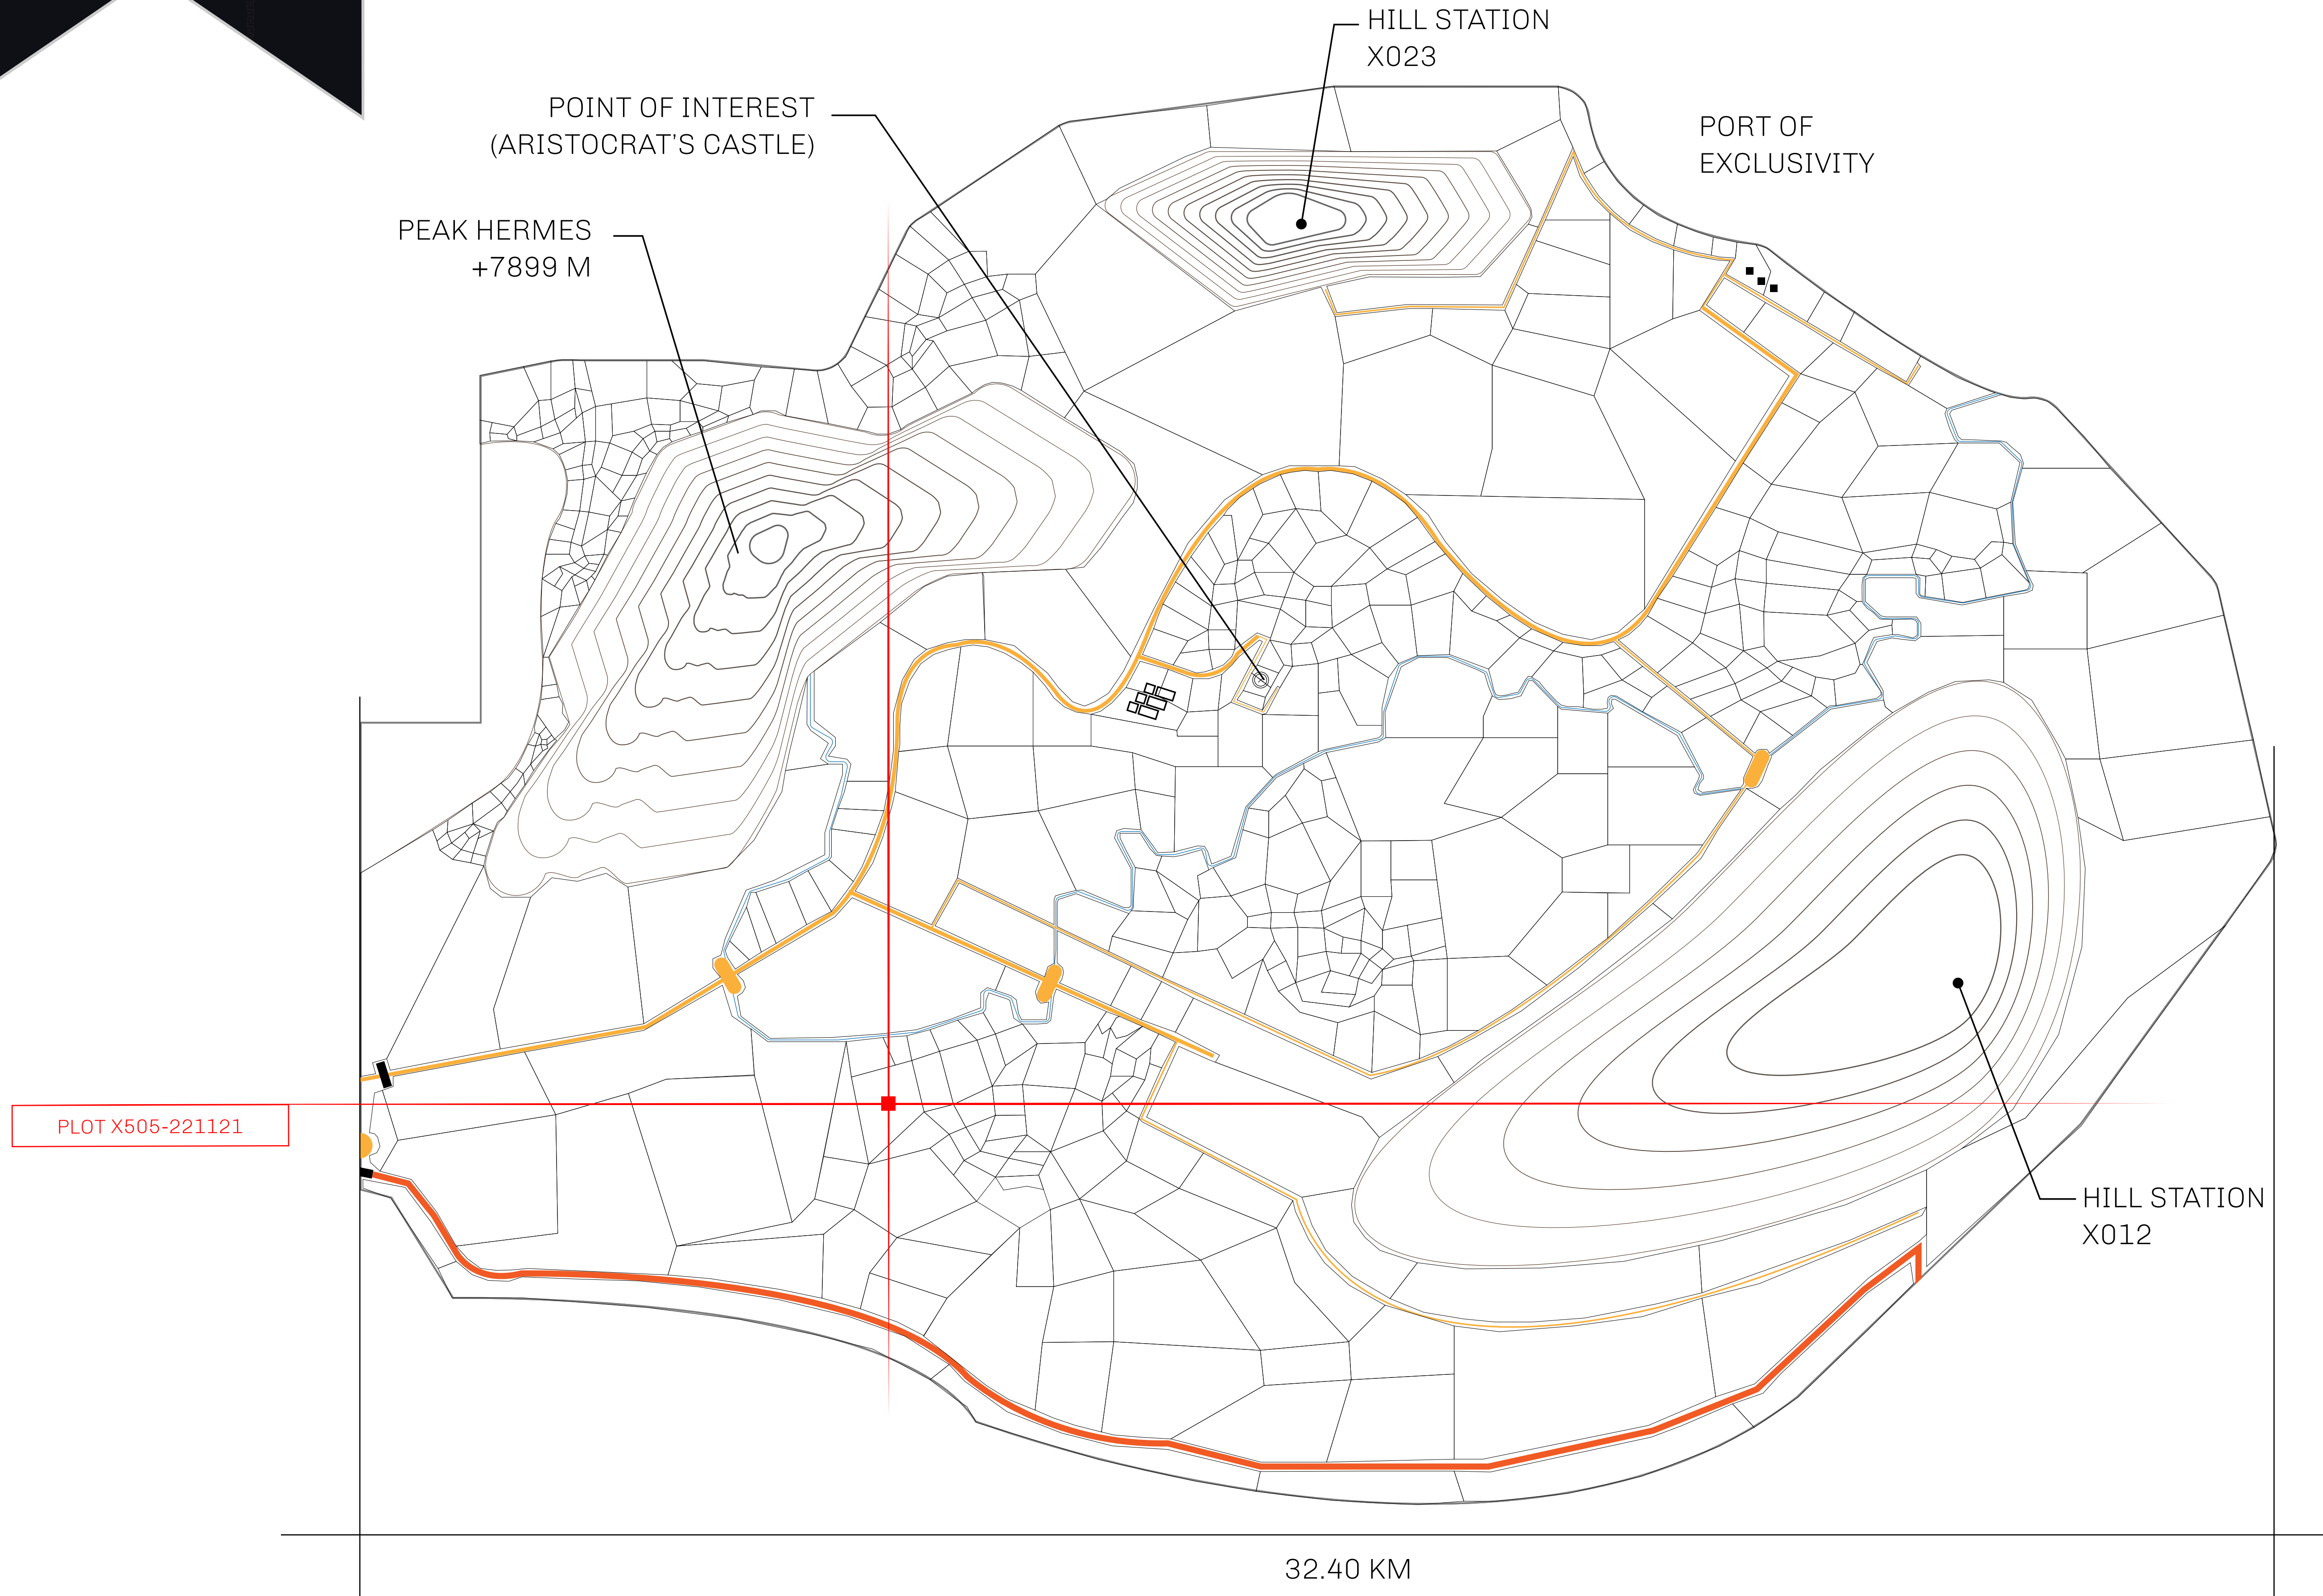 HILL STATION
X023
POINT OF INTEREST
(ARISTOCRAT'S CASTLE)
PORT OF
EXCLUSIVITY
PEAK HERMES
+7899 M
PLOT X505-221121
HILL STATION
X012
32.40 KM